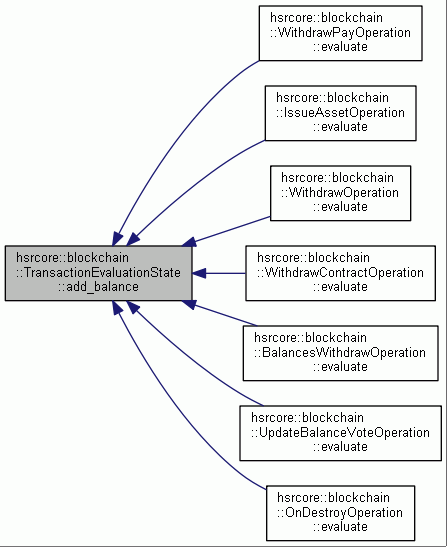 hsrcore::blockchain
::WithdrawPayOperation
::evaluate
hsrcore::blockchain
::IssueAssetOperation
::evaluate
hsrcore::blockchain
::WithdrawOperation
::evaluate
hsrcore::blockchain
::TransactionEvaluationState
::add_balance
hsrcore::blockchain
::WithdrawContractOperation
::evaluate
hsrcore::blockchain
::BalancesWithdrawOperation
::evaluate
hsrcore::blockchain
::UpdateBalanceVoteOperation
::evaluate
hsrcore::blockchain
::OnDestroyOperation
::evaluate